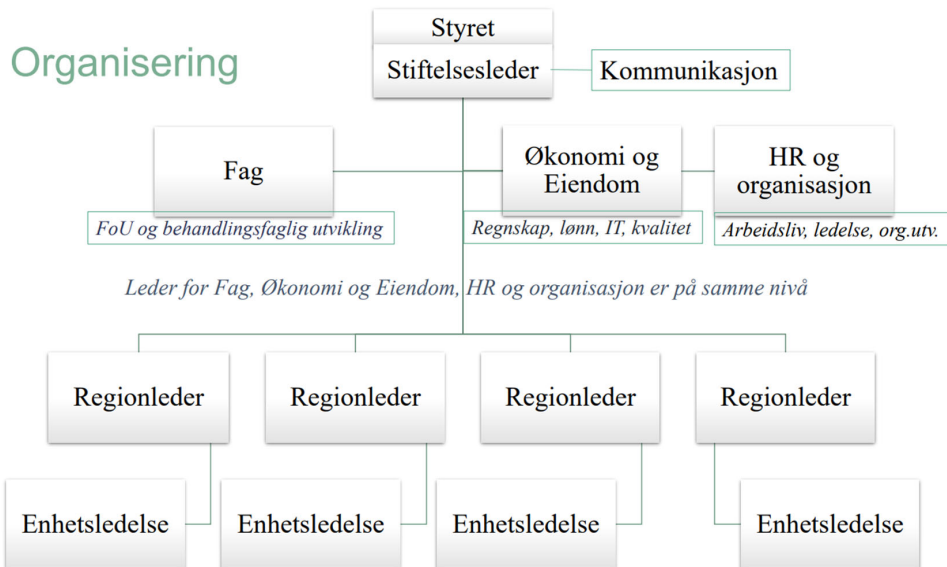 Organisering
Styret
Stiftelsesleder
Kommunikasjon
Fag
Økonomi og
Eiendom
HR og
organisasjon
FoU og behandlingsfaglig utvikling
Regnskap, lønn, IT, kvalitet
Arbeidsliv, ledelse, org.utv.
Leder for Fag, Økonomi og Eiendom, HR og organisasjon er på samme nivå
Regionleder
Regionleder
Regionleder
Regionleder
Enhetsledelse
Enhetsledelse
Enhetsledelse
Enhetsledelse